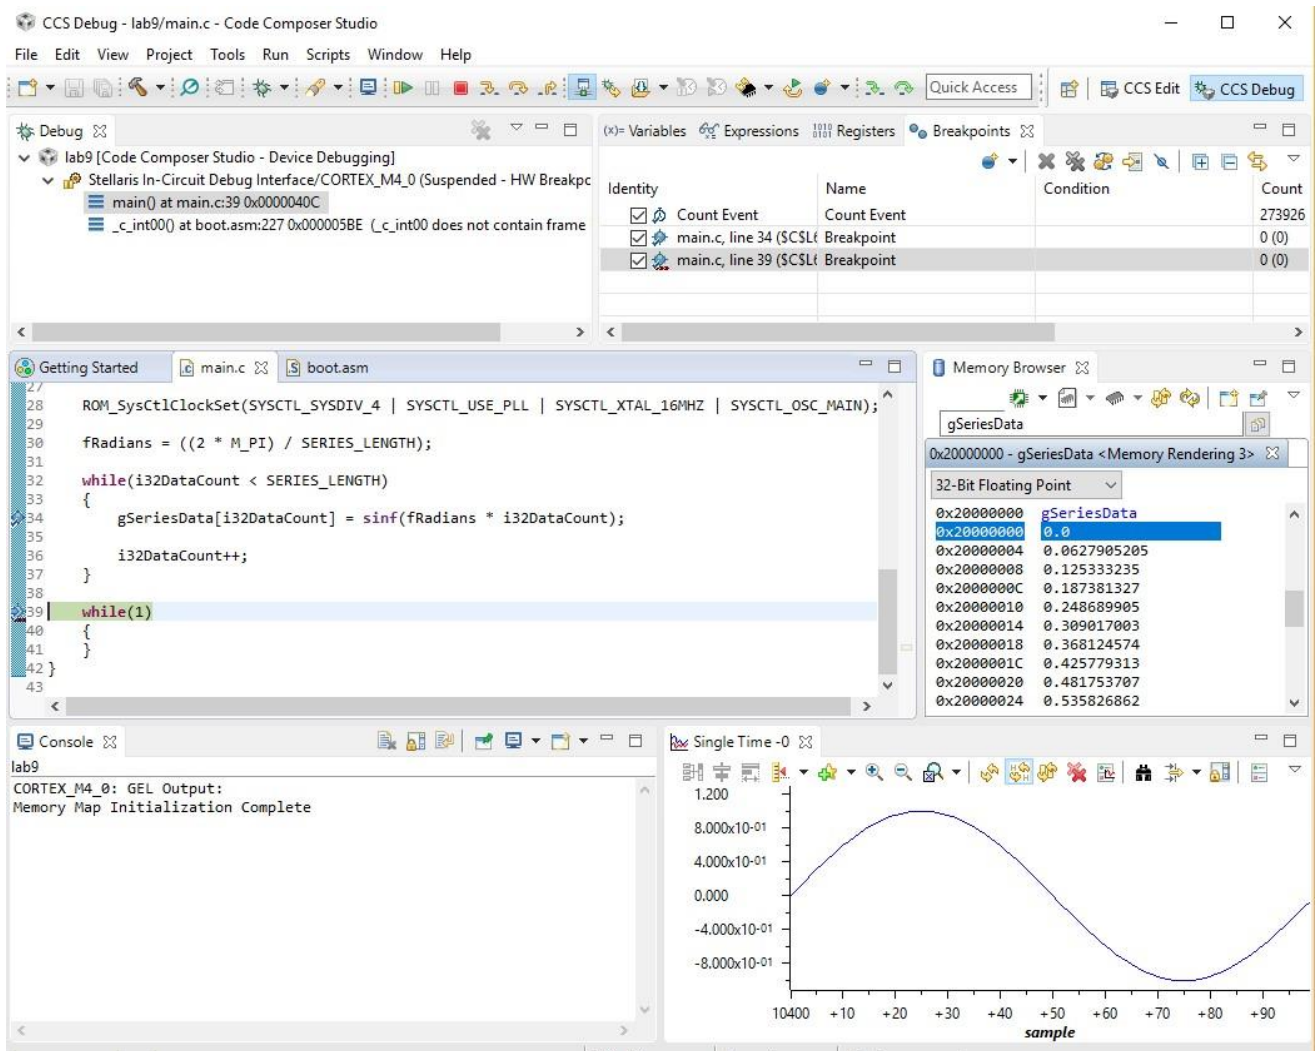 CCS Debug - lab9/main.c - Code Composer Studio
File Edit View Project Tools Run Scripts Window Help
Quick Access CCS Edit CCS Debug
Debug
lab9 [Code Composer Studio - Device Debugging]
Stellaris In-Circuit Debug Interface/CORTEX_M4_0 (Suspended - HW Breakpc
main() at main.c:39 0x0000040C
_c_int00() at boot.asm:227 0x000005BE (_c_int00 does not contain frame
(x)= Variables Expressions Registers Breakpoints
Identity Name Condition Count
Count Event Count Event 273926
main.c, line 34 ($C$L Breakpoint 0 (0)
main.c, line 39 ($C$L Breakpoint 0 (0)
Getting Started main.c boot.asm
27
28 ROM_SysCtlClockSet(SYSCTL_SYSDIV_4 | SYSCTL_USE_PLL | SYSCTL_XTAL_16MHZ | SYSCTL_OSC_MAIN);
29
30 fRadians = ((2 * M_PI) / SERIES_LENGTH);
31
32 while(i32DataCount < SERIES_LENGTH)
33 {
34 gSeriesData[i32DataCount] = sinf(fRadians * i32DataCount);
35
36 i32DataCount++;
37 }
38
39 while(1)
40 {
41 }
42 }
43
Memory Browser
gSeriesData
0x20000000 - gSeriesData <Memory Rendering 3>
32-Bit Floating Point
0x20000000 gSeriesData
0x20000000 0.0
0x20000004 0.0627905205
0x20000008 0.125333235
0x2000000C 0.187381327
0x20000010 0.248689905
0x20000014 0.309017003
0x20000018 0.368124574
0x2000001C 0.425779313
0x20000020 0.481753707
0x20000024 0.535826862
Console
lab9
CORTEX_M4_0: GEL Output:
Memory Map Initialization Complete
Single Time -0
1.200
8.000x10-01
4.000x10-01
0.000
-4.000x10-01
-8.000x10-01
10400 +10 +20 +30 +40 +50 +60 +70 +80 +90
sample